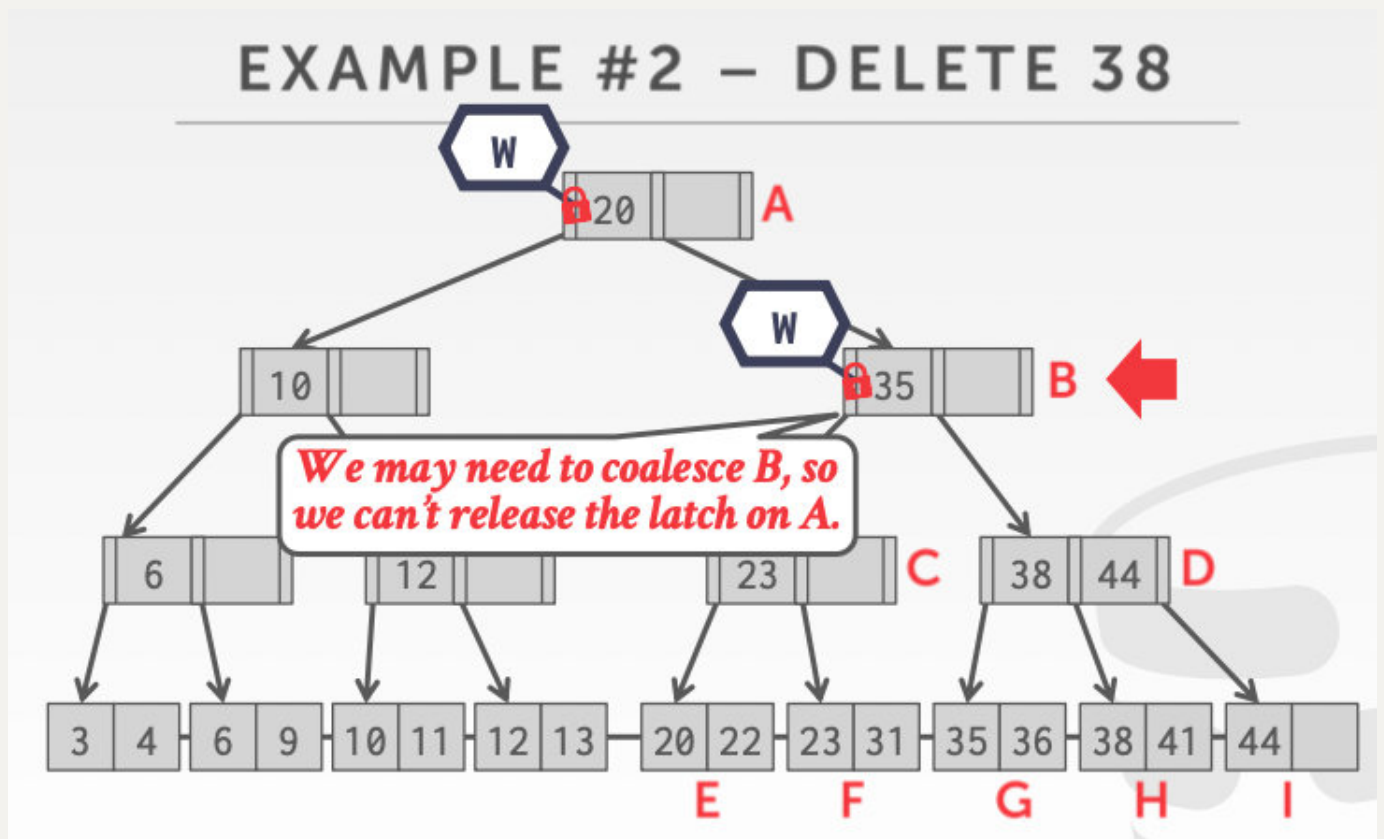 EXAMPLE #2 – DELETE 38
W
20
A
W
10
35
B
We may need to coalesce B, so
we can't release the latch on A.
6
12
23
C
38 44
D
3 4 6 9 10 11 12 13 20 22 23 31 35 36 38 41 44
E F G H I